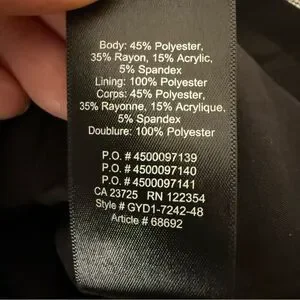 Body: 45% Polyester,
35% Rayon, 15% Acrylic,
5% Spandex
Lining: 100% Polyester
Corps: 45% Polyester,
35% Rayonne, 15% Acrylique,
5% Spandex
Doublure: 100% Polyester
P.O. # 4500097139
P.O. # 4500097140
P.O. # 4500097141
CA 23725 RN 122354
Style # GYD1-7242-48
Article # 68692